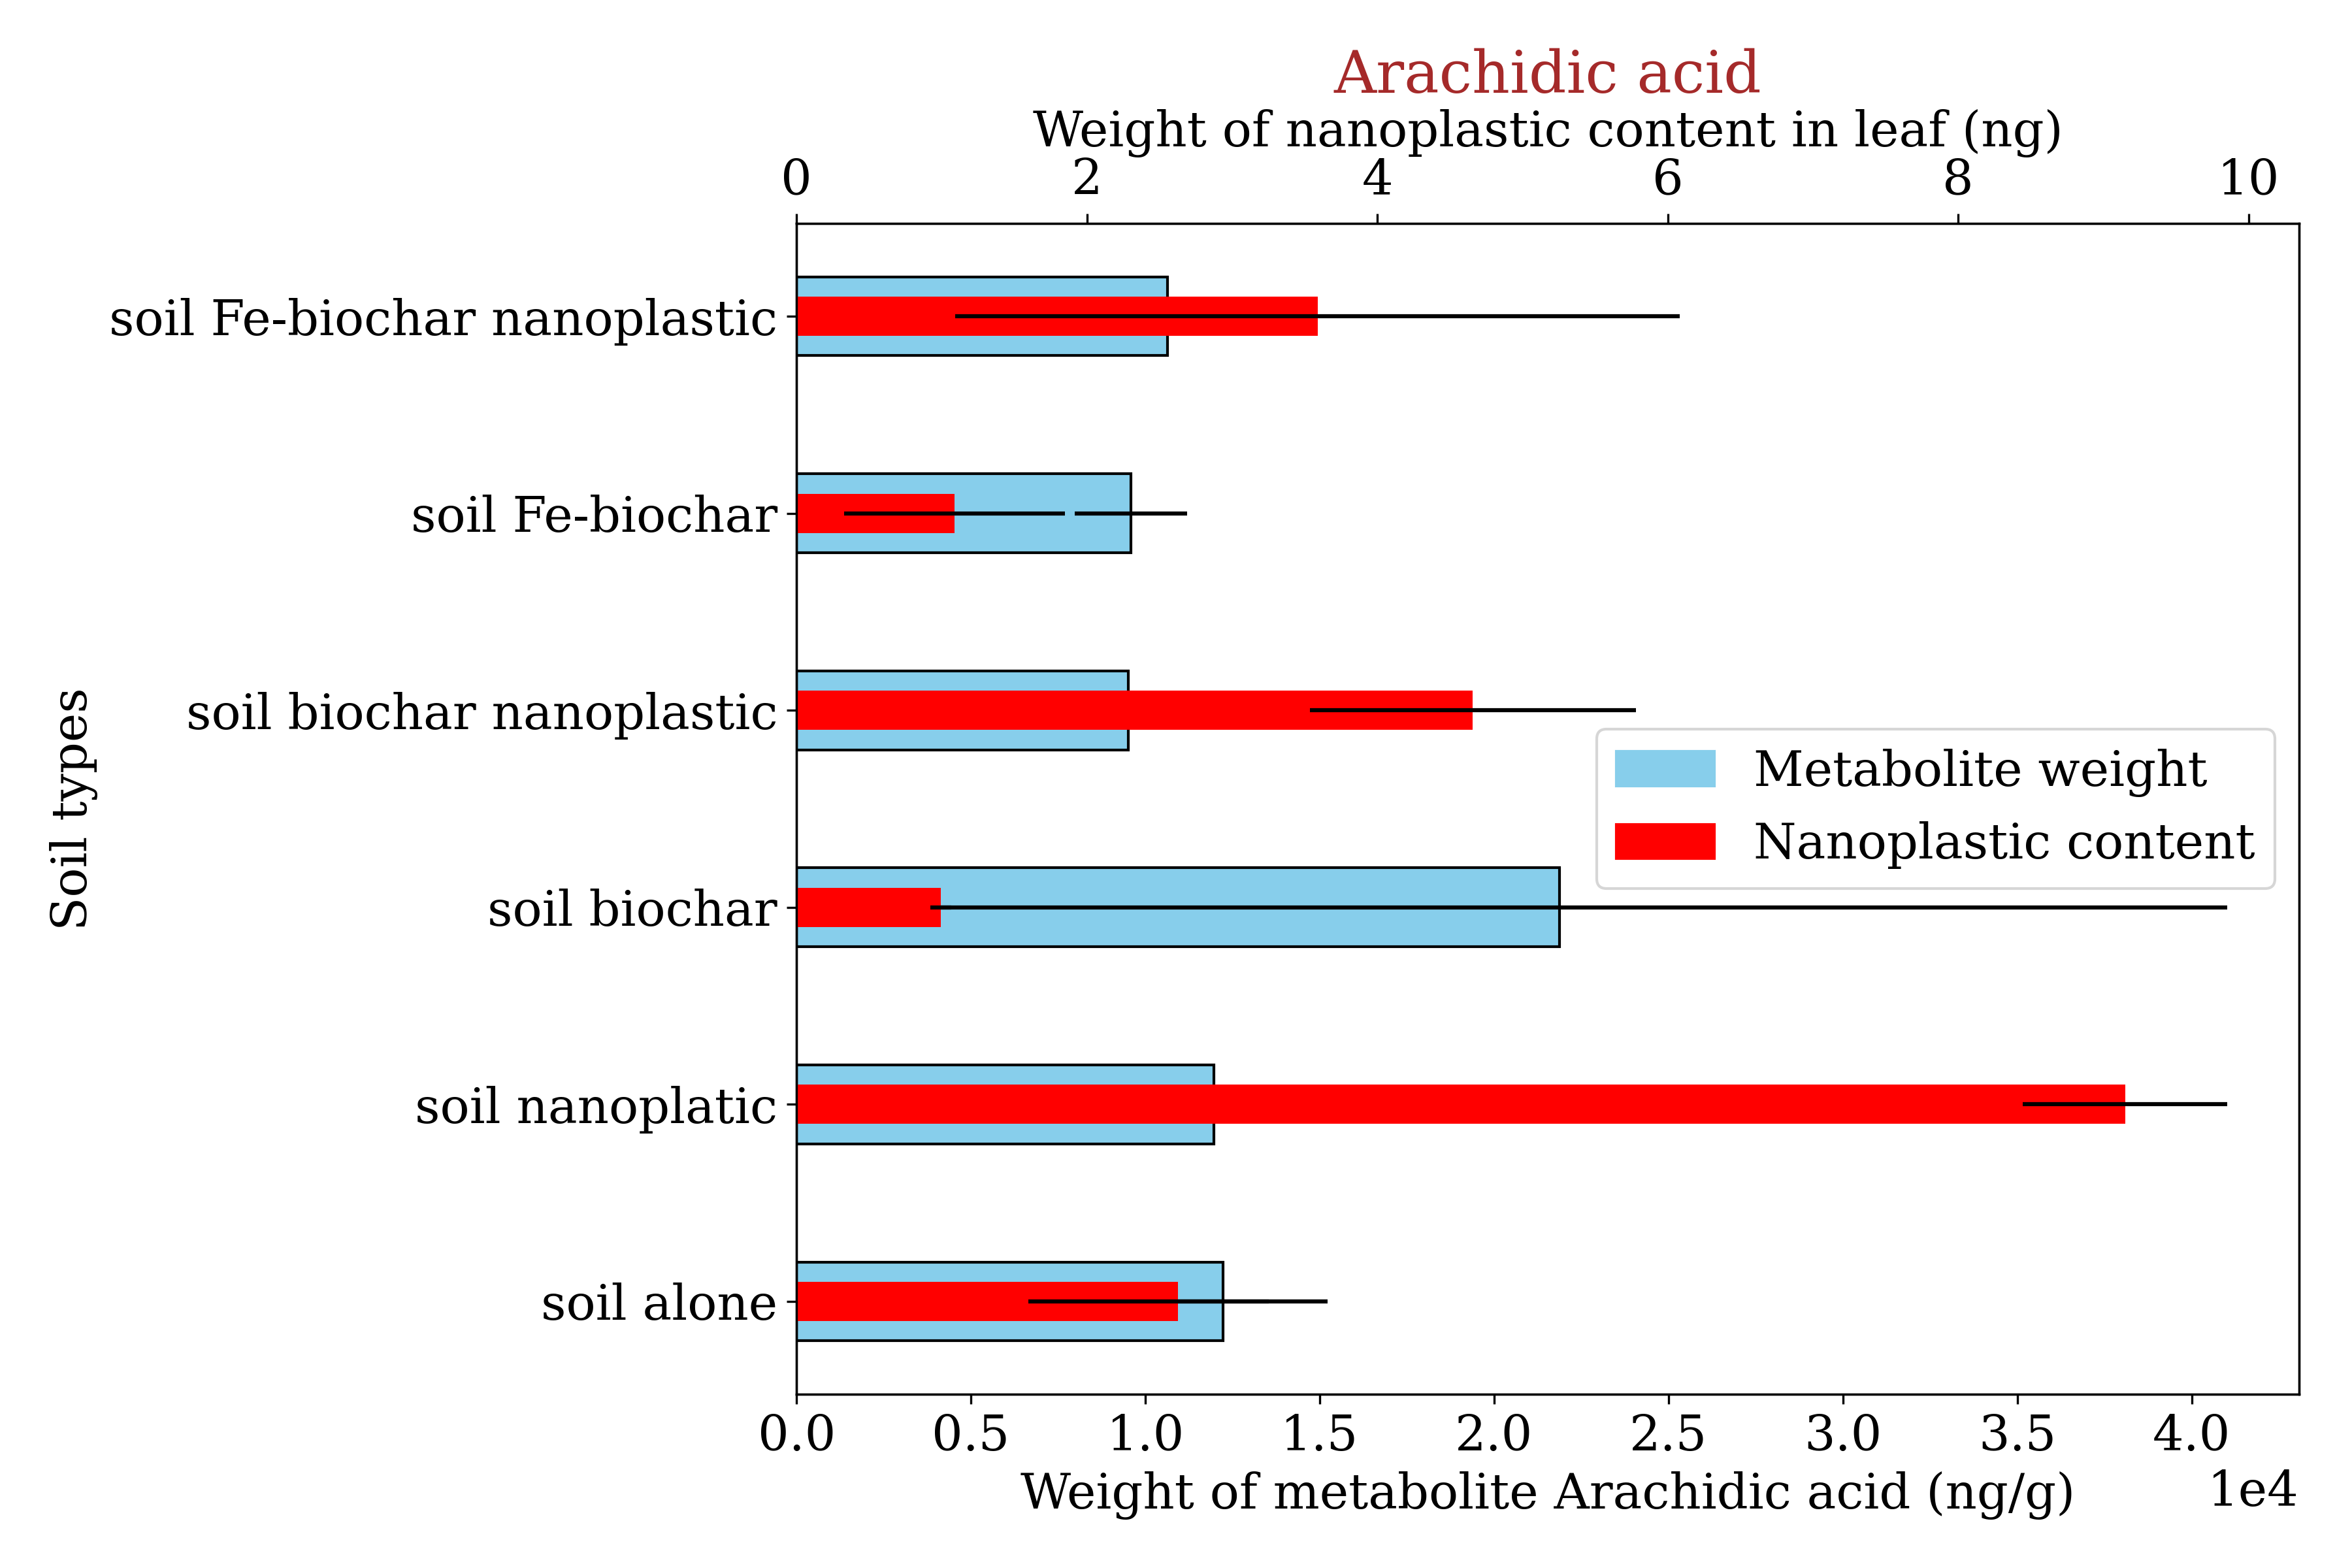 Arachidic acid
Weight of nanoplastic content in leaf (ng)
0 2 4 6 8 10
soil Fe-biochar nanoplastic
soil Fe-biochar
soil biochar nanoplastic
soil biochar
soil nanoplatic
soil alone
Soil types
Metabolite weight
Nanoplastic content
0.0 0.5 1.0 1.5 2.0 2.5 3.0 3.5 4.0
Weight of metabolite Arachidic acid (ng/g)
1e4